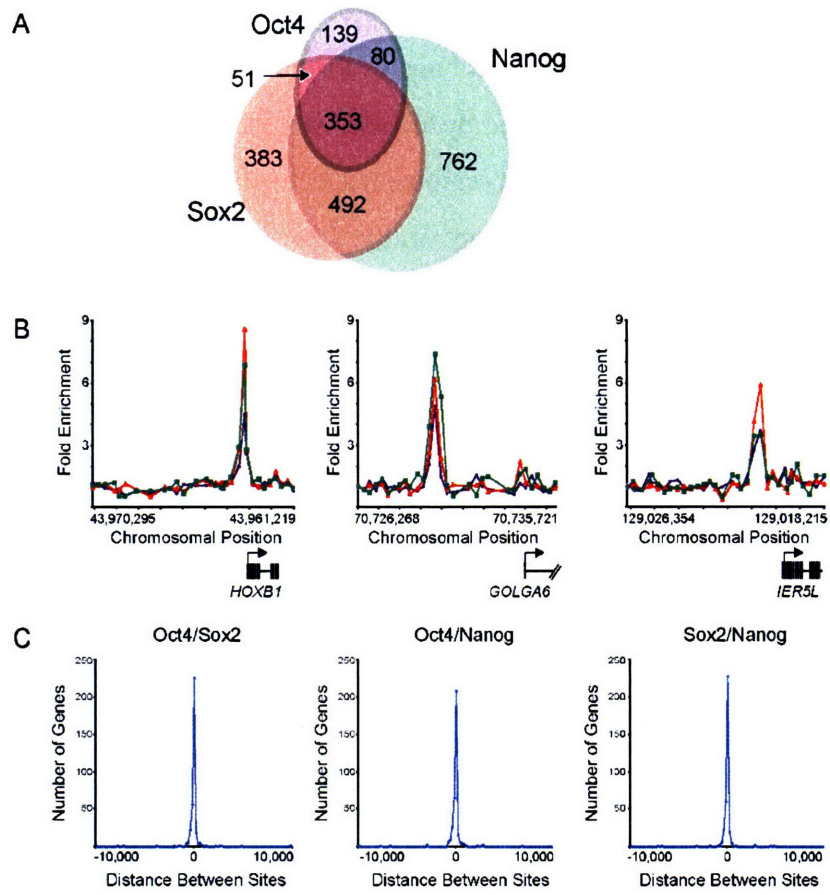 A
Oct4
139
80
Nanog
51
353
383
762
Sox2
492
B
9
6
3
Fold Enrichment
43,970,295
43,961,219
Chromosomal Position
HOXB1
9
6
3
Fold Enrichment
70,726,268
70,735,721
Chromosomal Position
GOLGA6
9
6
3
Fold Enrichment
129,026,354
129,018,215
Chromosomal Position
IER5L
C
Oct4/Sox2
250
200
150
100
50
Number of Genes
-10,000
0
10,000
Distance Between Sites
Oct4/Nanog
250
200
150
100
50
Number of Genes
-10,000
0
10,000
Distance Between Sites
Sox2/Nanog
250
200
150
100
50
Number of Genes
-10,000
0
10,000
Distance Between Sites